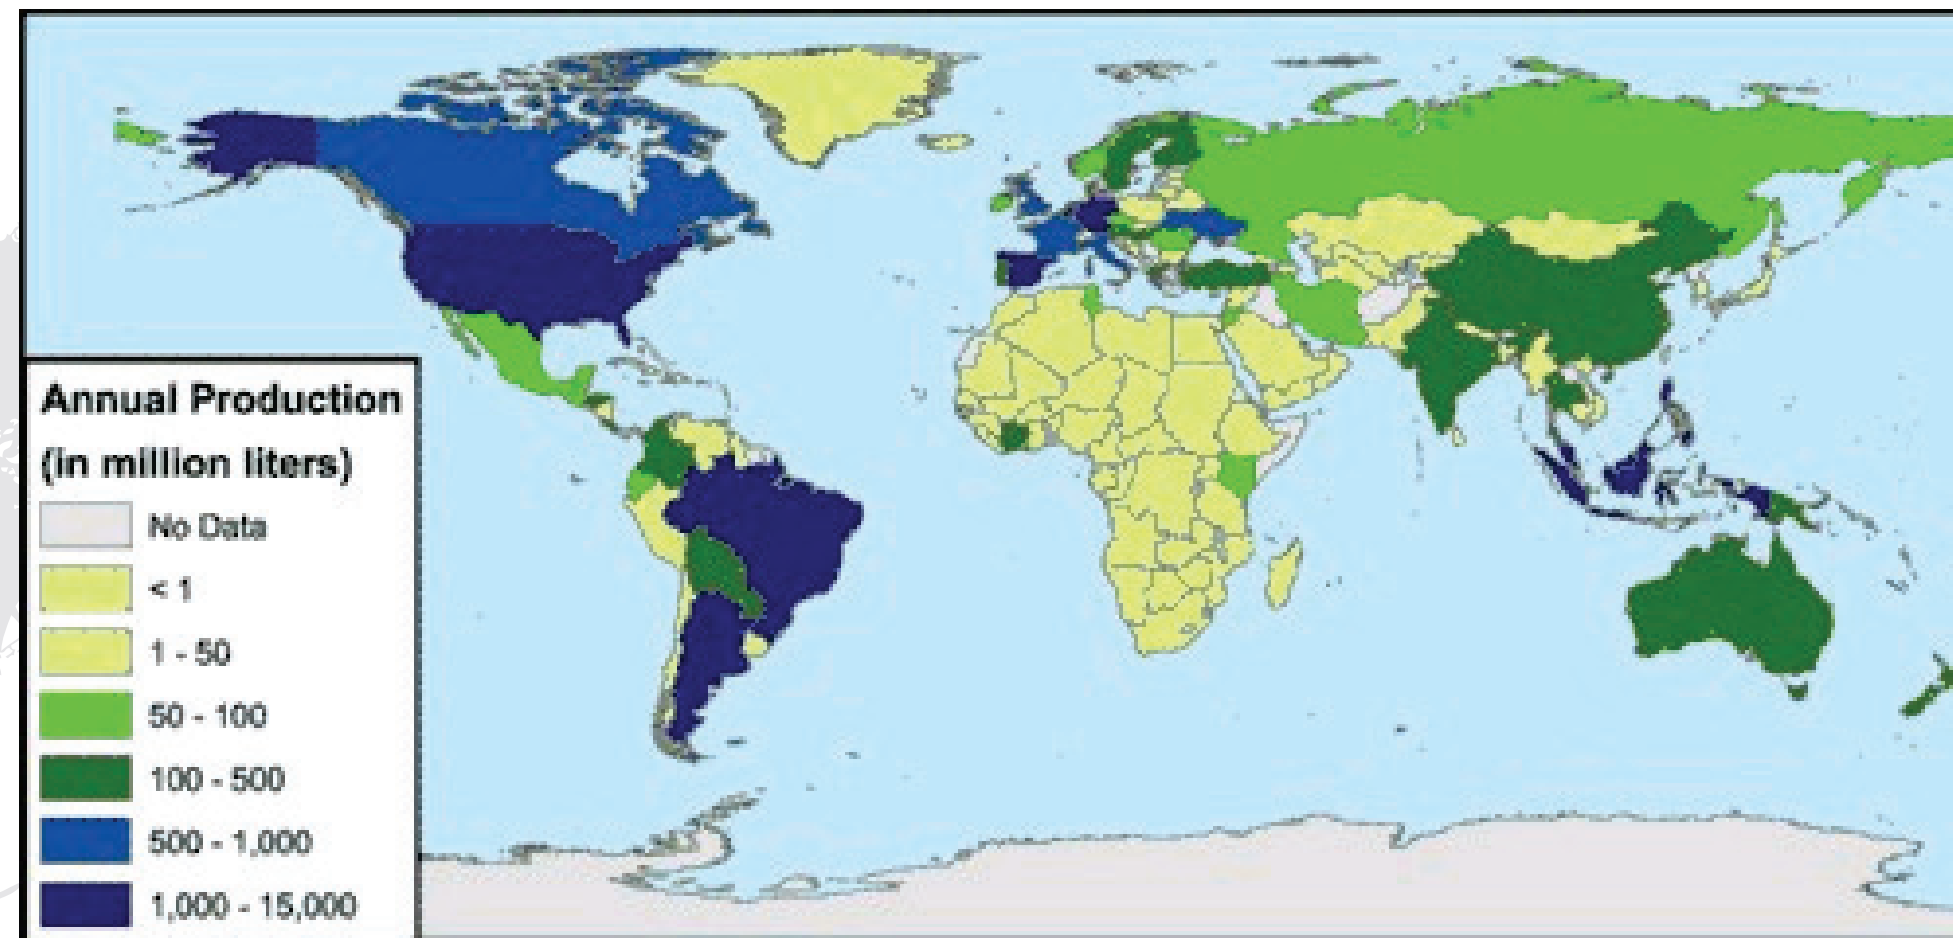 Annual Production
(in million liters)
No Data
< 1
1 - 50
50 - 100
100 - 500
500 - 1,000
1,000 - 15,000